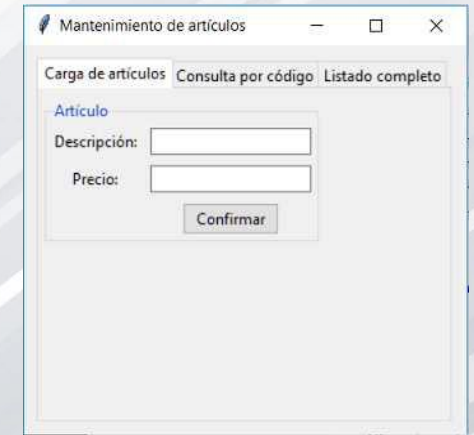 Mantenimiento de artículos
Carga de artículos Consulta por código Listado completo
Artículo
Descripción:
Precio:
Confirmar